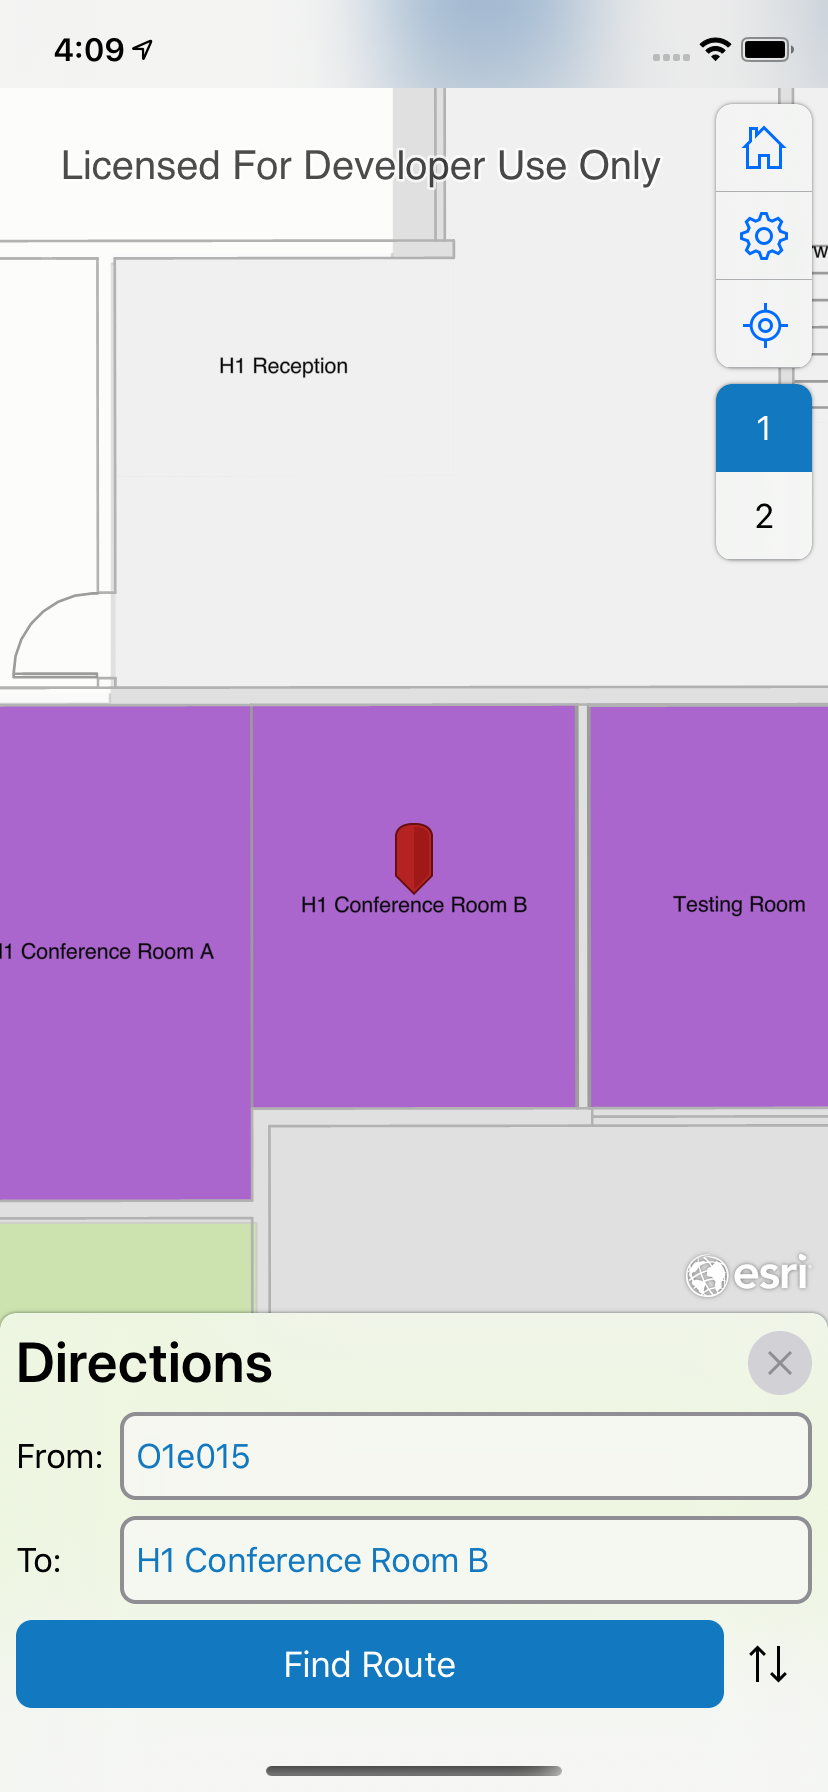 4:09
Licensed For Developer Use Only
H1 Reception
1
2
H1 Conference Room B
Testing Room
1 Conference Room A
esri
Directions
From: O1e015
To: H1 Conference Room B
Find Route